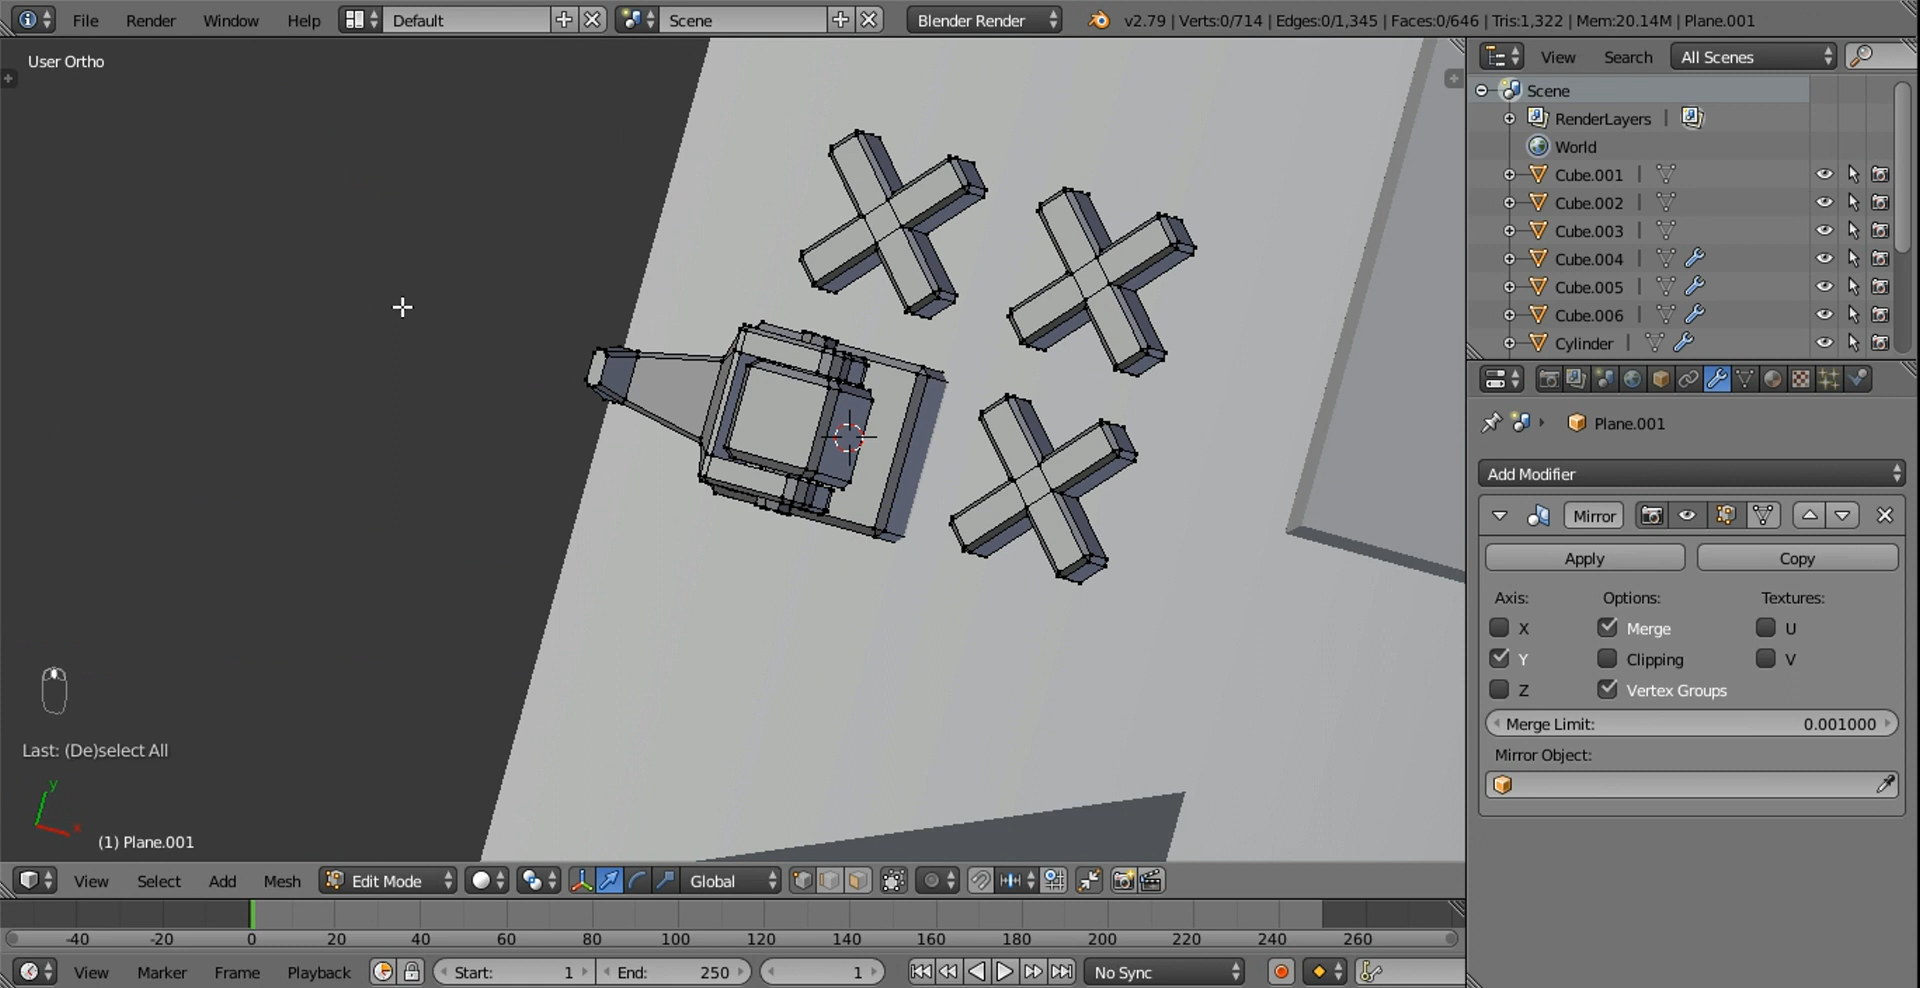 File Render Window Help Default Scene Blender Render v2.79 | Verts:0/714 | Edges:0/1,345 | Faces:0/646 | Tris:1,322 | Mem:20.14M | Plane.001
User Ortho
View Search All Scenes
Scene
RenderLayers
World
Cube.001
Cube.002
Cube.003
Cube.004
Cube.005
Cube.006
Cylinder
Plane.001
Add Modifier
Mirror
Apply Copy
Axis: Options: Textures:
X Merge U
Y Clipping V
Z Vertex Groups
Merge Limit: 0.001000
Mirror Object:
Last: (De)select All
y
x
(1) Plane.001
View Select Add Mesh Edit Mode Global
-40 -20 0 20 40 60 80 100 120 140 160 180 200 220 240 260
View Marker Frame Playback Start: 1 End: 250 1 No Sync